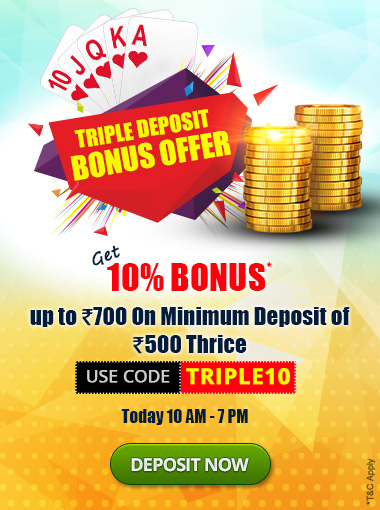 10 J Q K A
TRIPLE DEPOSIT
BONUS OFFER
Get
10% BONUS*
up to ₹700 On Minimum Deposit of
₹500 Thrice
USE CODE TRIPLE10
Today 10 AM - 7 PM
DEPOSIT NOW
*T&C Apply